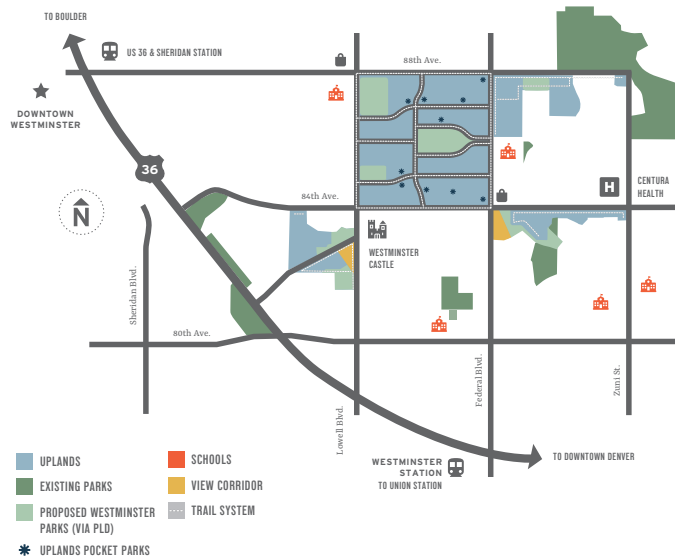 TO BOULDER
US 36 & SHERIDAN STATION
88th Ave.
DOWNTOWN
WESTMINSTER
36
CENTURA
HEALTH
H
84th Ave.
N
WESTMINSTER
CASTLE
Sheridan Blvd.
80th Ave.
Lowell Blvd.
Federal Blvd.
Zuni St.
WESTMINSTER
STATION
TO UNION STATION
TO DOWNTOWN DENVER
UPLANDS
EXISTING PARKS
PROPOSED WESTMINSTER
PARKS (VIA PLD)
UPLANDS POCKET PARKS
SCHOOLS
VIEW CORRIDOR
TRAIL SYSTEM